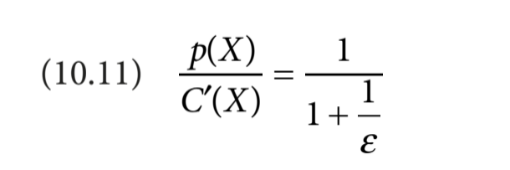 (10.11) p(X)/C′(X) = 1/(1 + 1/ε)